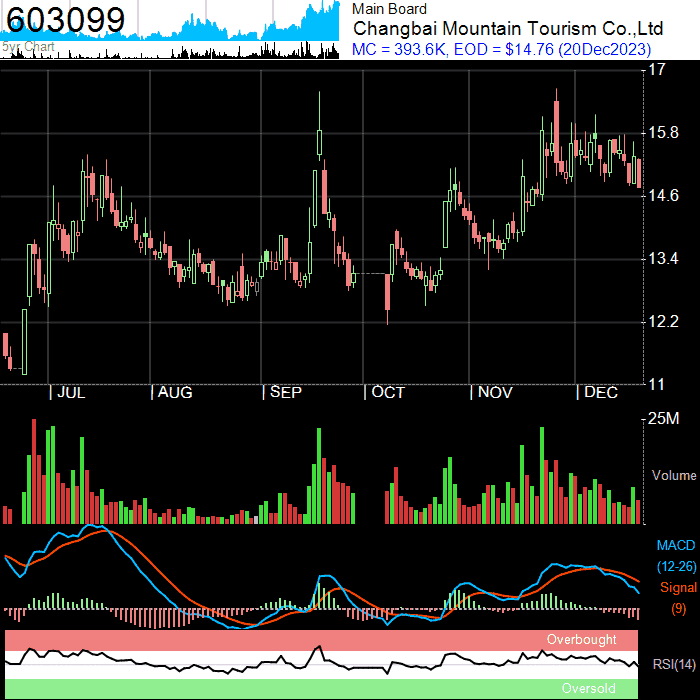 603099
5yr Chart
Main Board
Changbai Mountain Tourism Co.,Ltd
MC = 393.6K, EOD = $14.76 (20Dec2023)
17
15.8
14.6
13.4
12.2
11
JUL
AUG
SEP
OCT
NOV
DEC
25M
Volume
MACD
(12-26)
Signal
(9)
Overbought
RSI(14)
Oversold